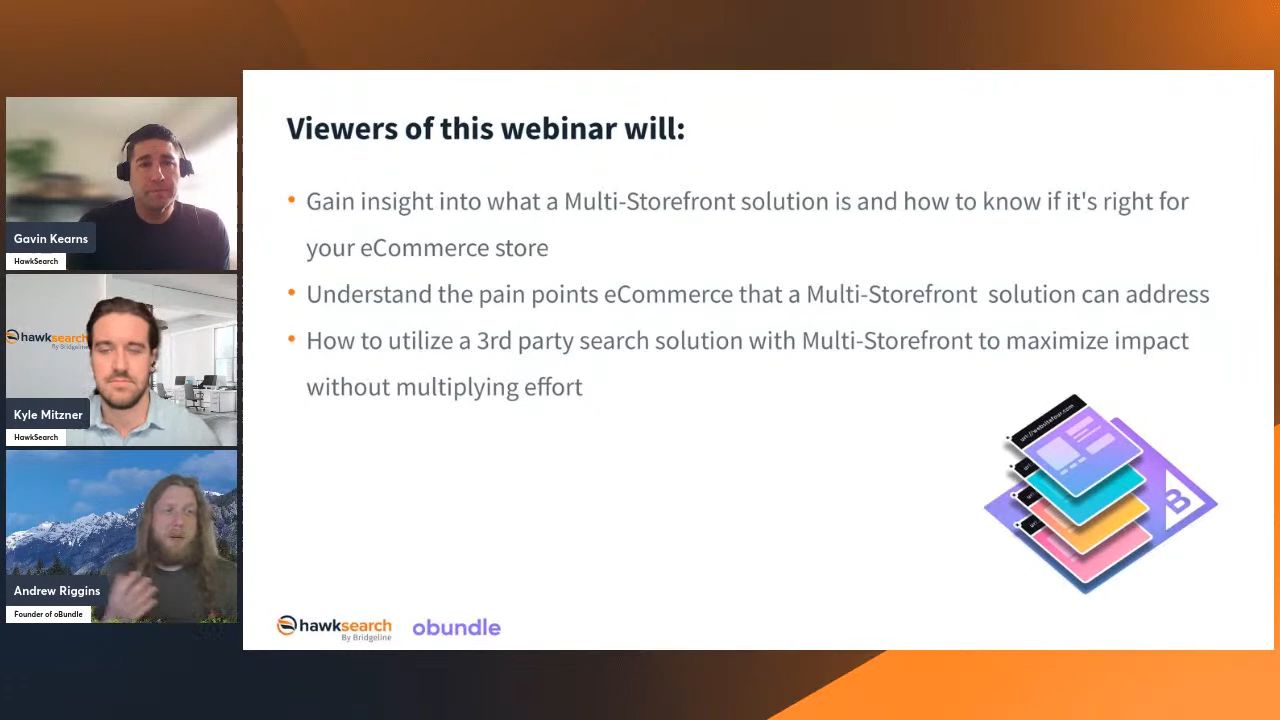 Viewers of this webinar will:
• Gain insight into what a Multi-Storefront solution is and how to know if it's right for
your eCommerce store
• Understand the pain points eCommerce that a Multi-Storefront solution can address
• How to utilize a 3rd party search solution with Multi-Storefront to maximize impact
without multiplying effort
Gavin Kearns
HawkSearch
hawksearch
By Bridgeline
Kyle Mitzner
HawkSearch
Andrew Riggins
Founder of oBundle
url://websitefour.com
B
hawksearch
By Bridgeline
obundle